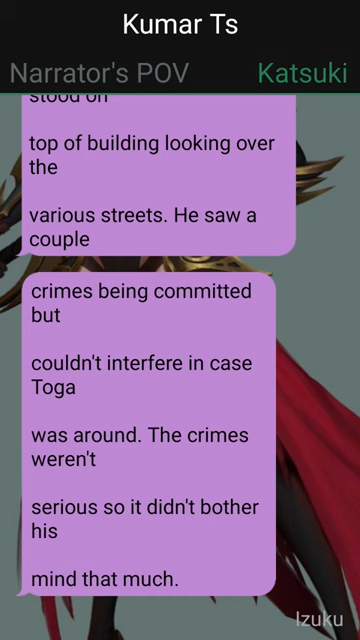 Kumar Ts
Narrator's POV
Katsuki
stood on
top of building looking over
the
various streets. He saw a
couple
crimes being committed
but
couldn't interfere in case
Toga
was around. The crimes
weren't
serious so it didn't bother
his
mind that much.
Izuku